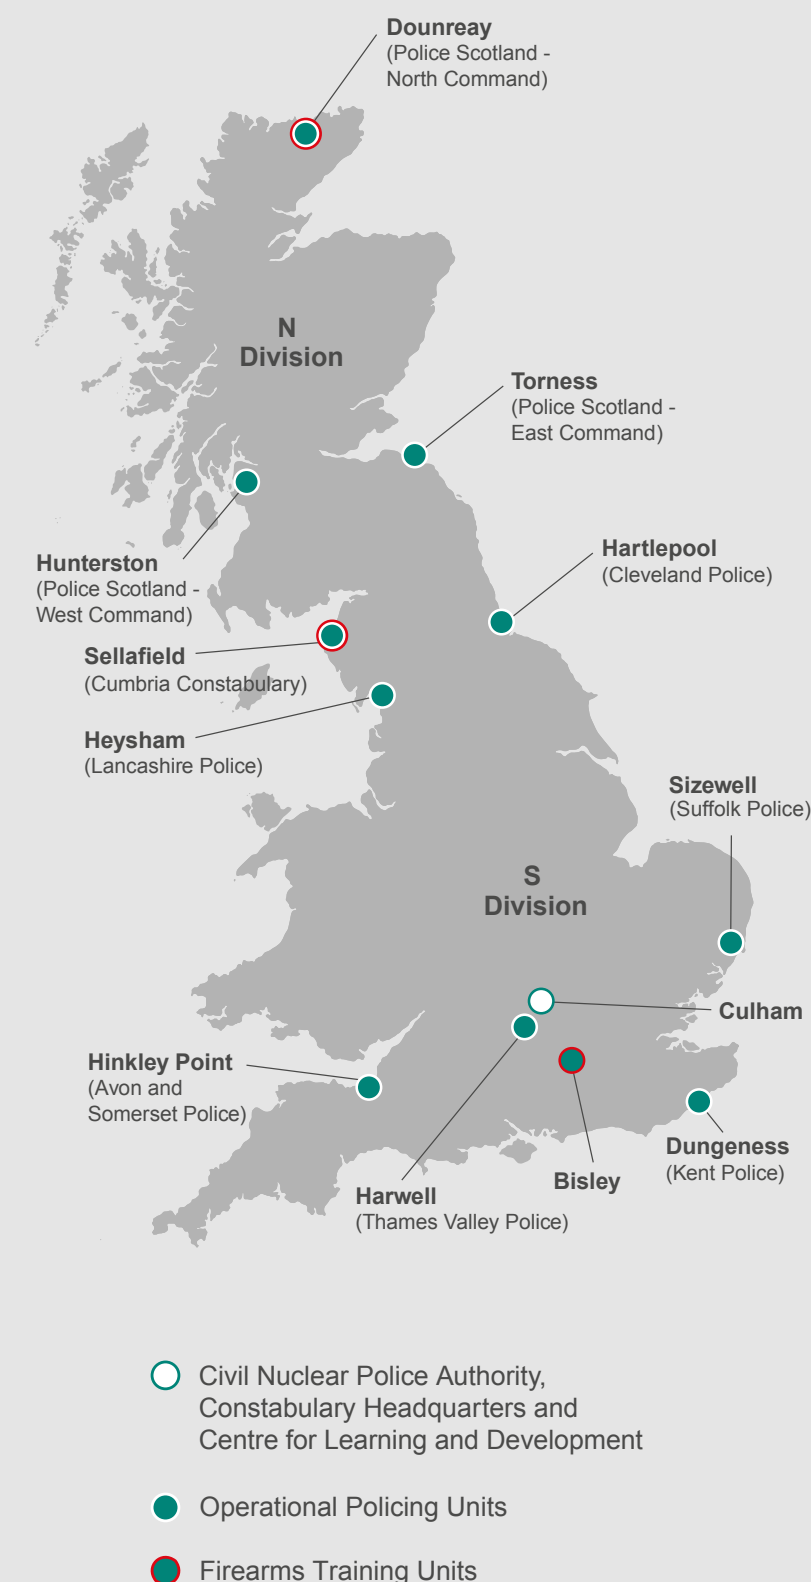 Dounreay
(Police Scotland -
North Command)
N
Division
Torness
(Police Scotland -
East Command)
Hunterston
(Police Scotland -
West Command)
Hartlepool
(Cleveland Police)
Sellafield
(Cumbria Constabulary)
Heysham
(Lancashire Police)
Sizewell
(Suffolk Police)
S
Division
Culham
Hinkley Point
(Avon and
Somerset Police)
Dungeness
(Kent Police)
Bisley
Harwell
(Thames Valley Police)
Civil Nuclear Police Authority,
Constabulary Headquarters and
Centre for Learning and Development
Operational Policing Units
Firearms Training Units